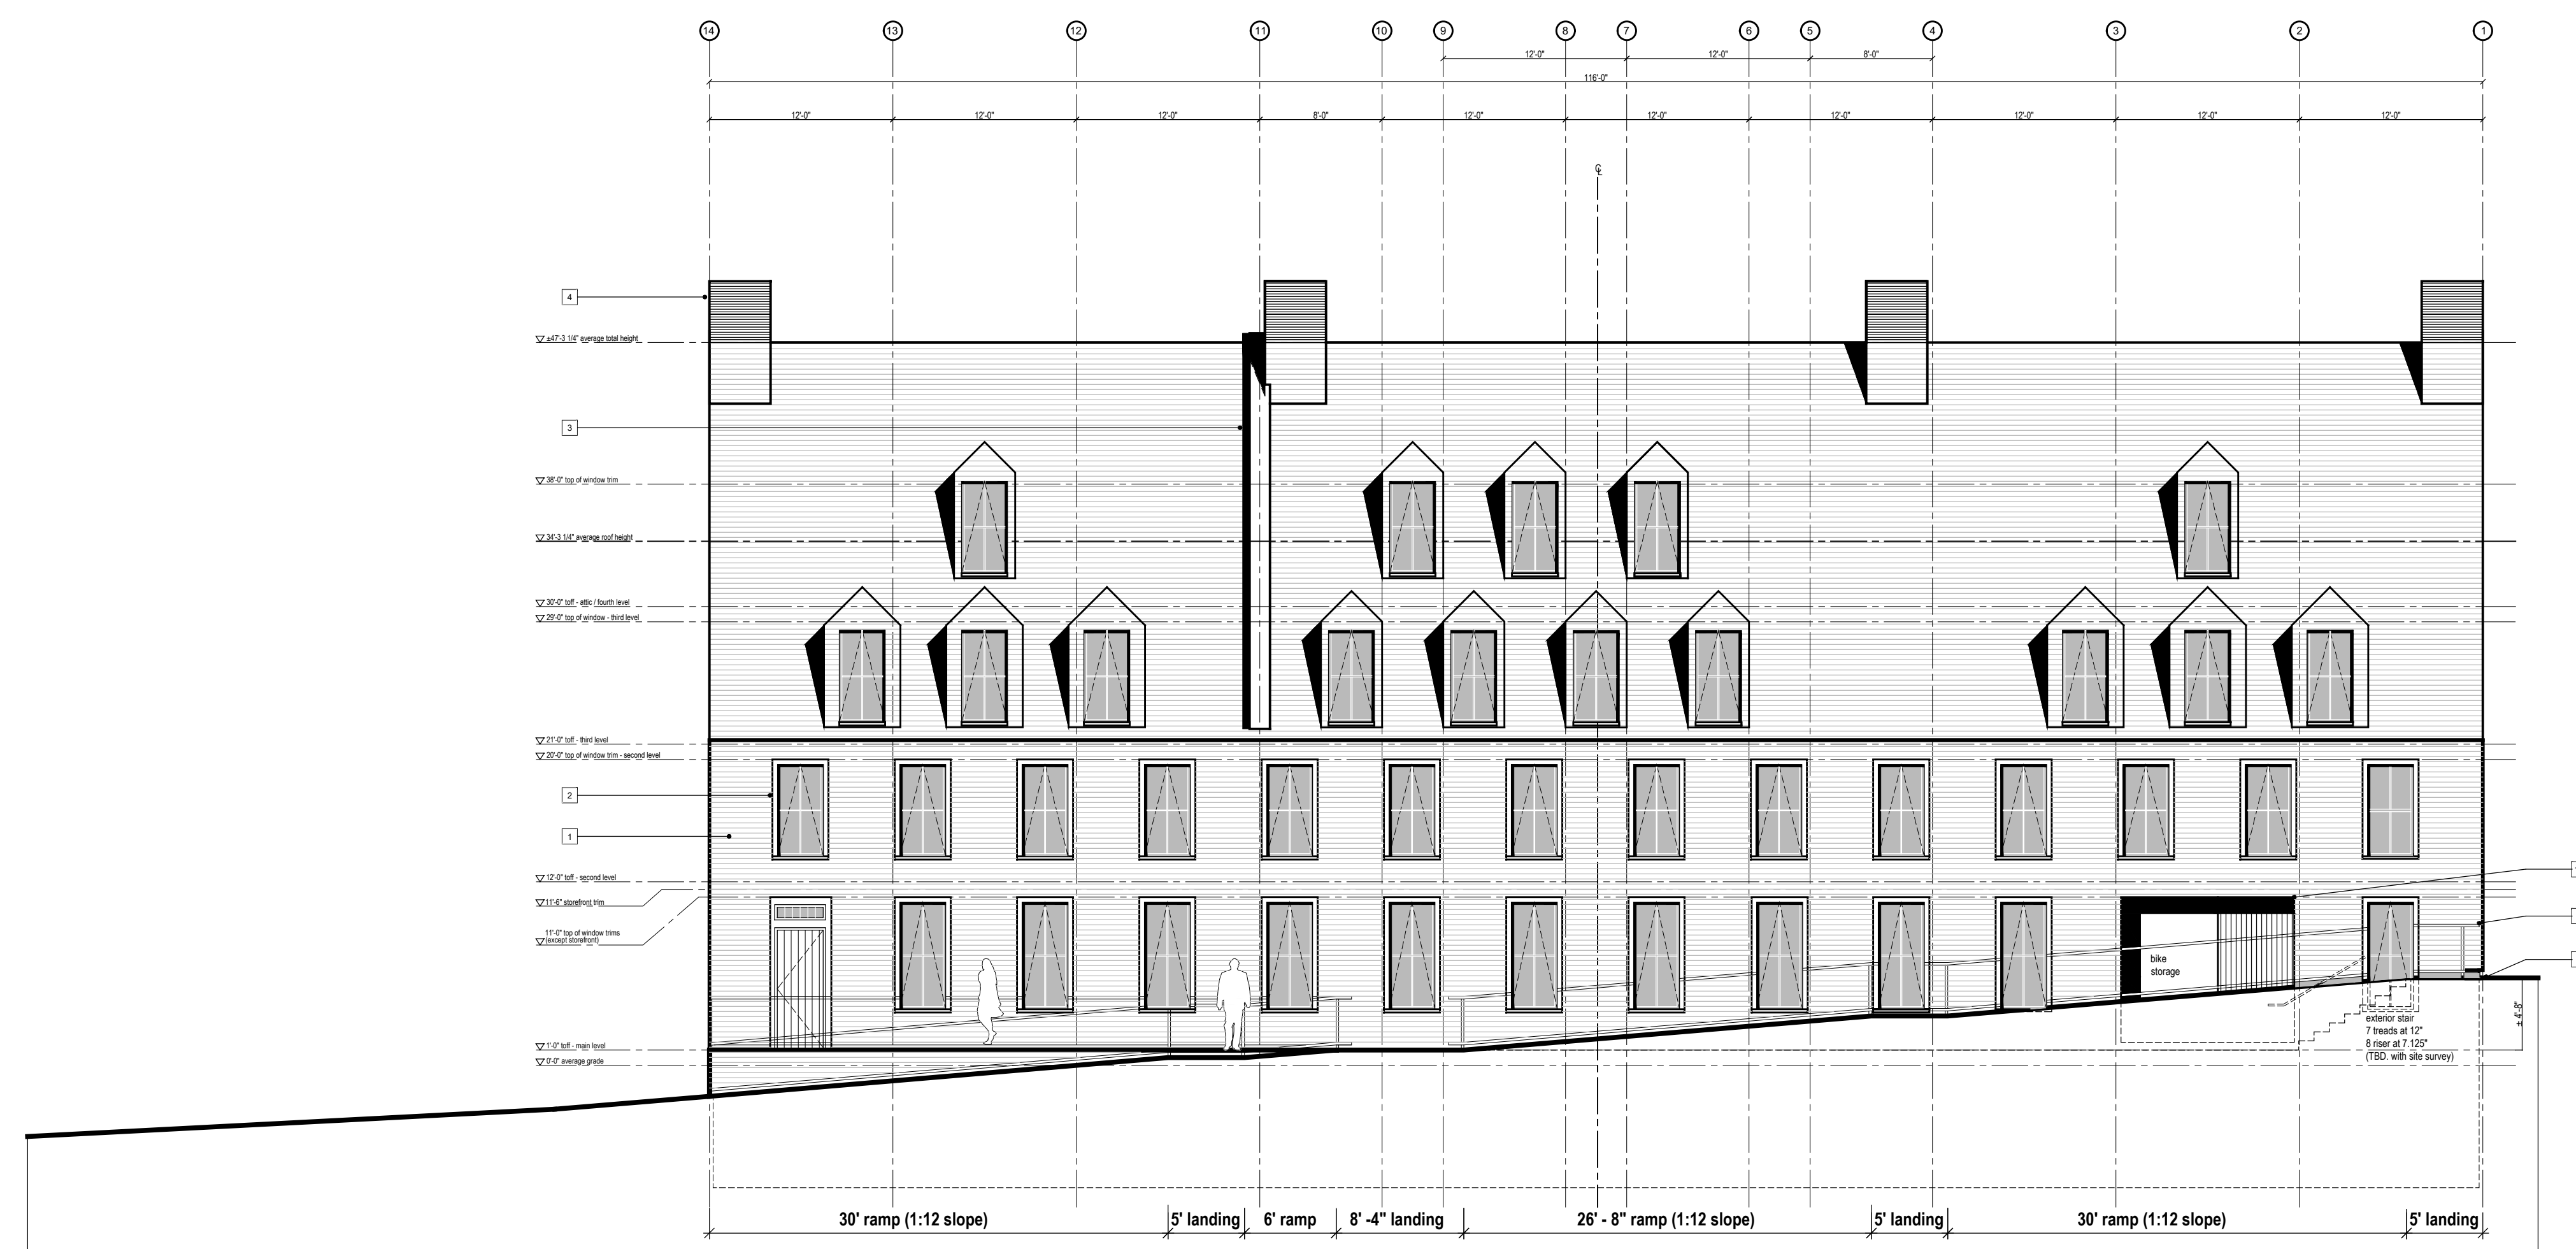 14 13 12 11 10 9 8 7 6 5 4 3 2 1
12'-0" 12'-0" 8'-0"
116'-0"
12'-0" 12'-0" 12'-0" 8'-0" 12'-0" 12'-0" 12'-0" 12'-0" 12'-0" 12'-0"
CL
4
±47'-3 1/4" average total height
3
38'-0" top of window trim
34'-3 1/4" average roof height
30'-0" toff - attic / fourth level
29'-0" top of window - third level
21'-0" toff - third level
20'-0" top of window trim - second level
2
1
12'-0" toff - second level
11'-6" storefront trim
11'-0" top of window trims
(except storefront)
bike
storage
1'-0" toff - main level
0'-0" average grade
± 4'-8"
exterior stair
7 treads at 12"
8 riser at 7.125"
(TBD. with site survey)
30' ramp (1:12 slope) 5' landing 6' ramp 8' -4" landing 26' - 8" ramp (1:12 slope) 5' landing 30' ramp (1:12 slope) 5' landing